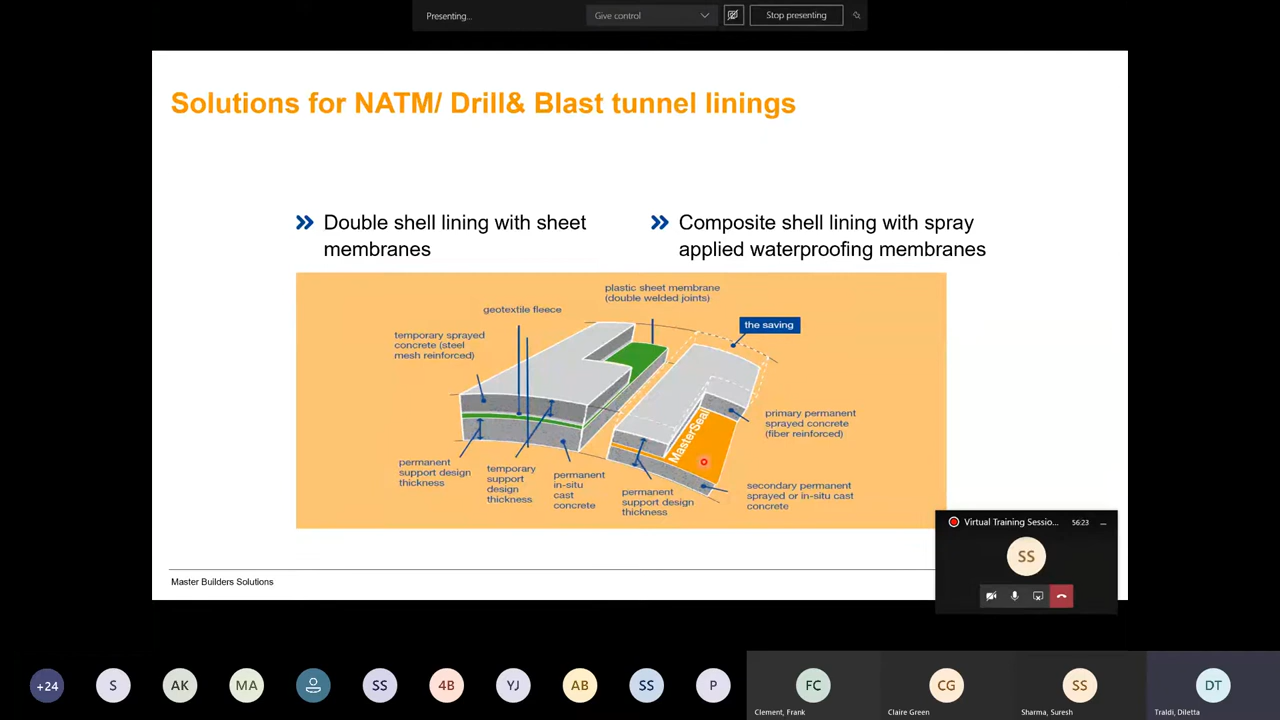 Presenting...
Give control
Stop presenting
Solutions for NATM/ Drill& Blast tunnel linings
Double shell lining with sheet
membranes
Composite shell lining with spray
applied waterproofing membranes
plastic sheet membrane
(double welded joints)
geotextile fleece
the saving
temporary sprayed
concrete (steel
mesh reinforced)
primary permanent
sprayed concrete
(fiber reinforced)
MasterSeal
permanent
support design
thickness
temporary
support
design
thickness
permanent
in-situ
cast
concrete
permanent
support design
thickness
secondary permanent
sprayed or in-situ cast
concrete
Master Builders Solutions
Virtual Training Sessio...
56:23
SS
+24
S
AK
MA
SS
4B
YJ
AB
SS
P
FC
Clement, Frank
CG
Claire Green
SS
Sharma, Suresh
DT
Traldi, Diletta